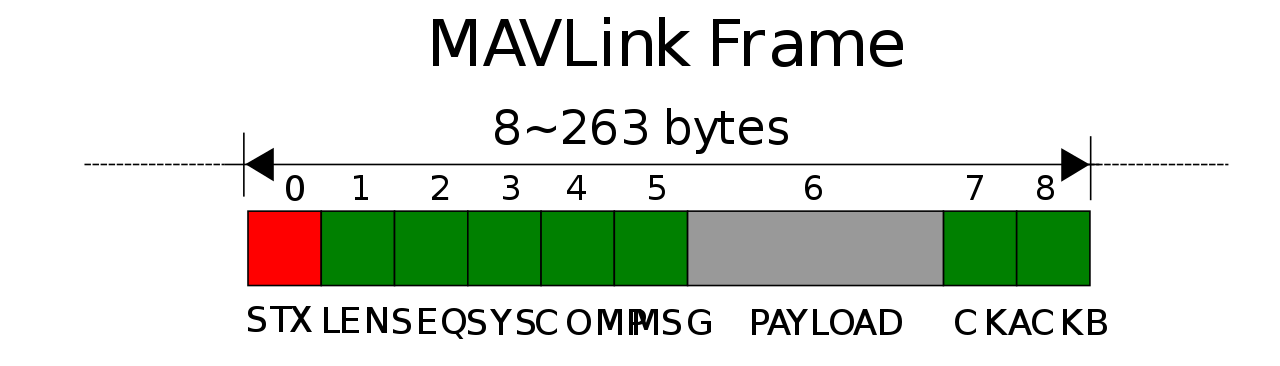 MAVLink Frame
8~263 bytes
0 1 2 3 4 5 6 7 8
STX LEN SEQ SYS COMP MSG PAYLOAD CKA CKB